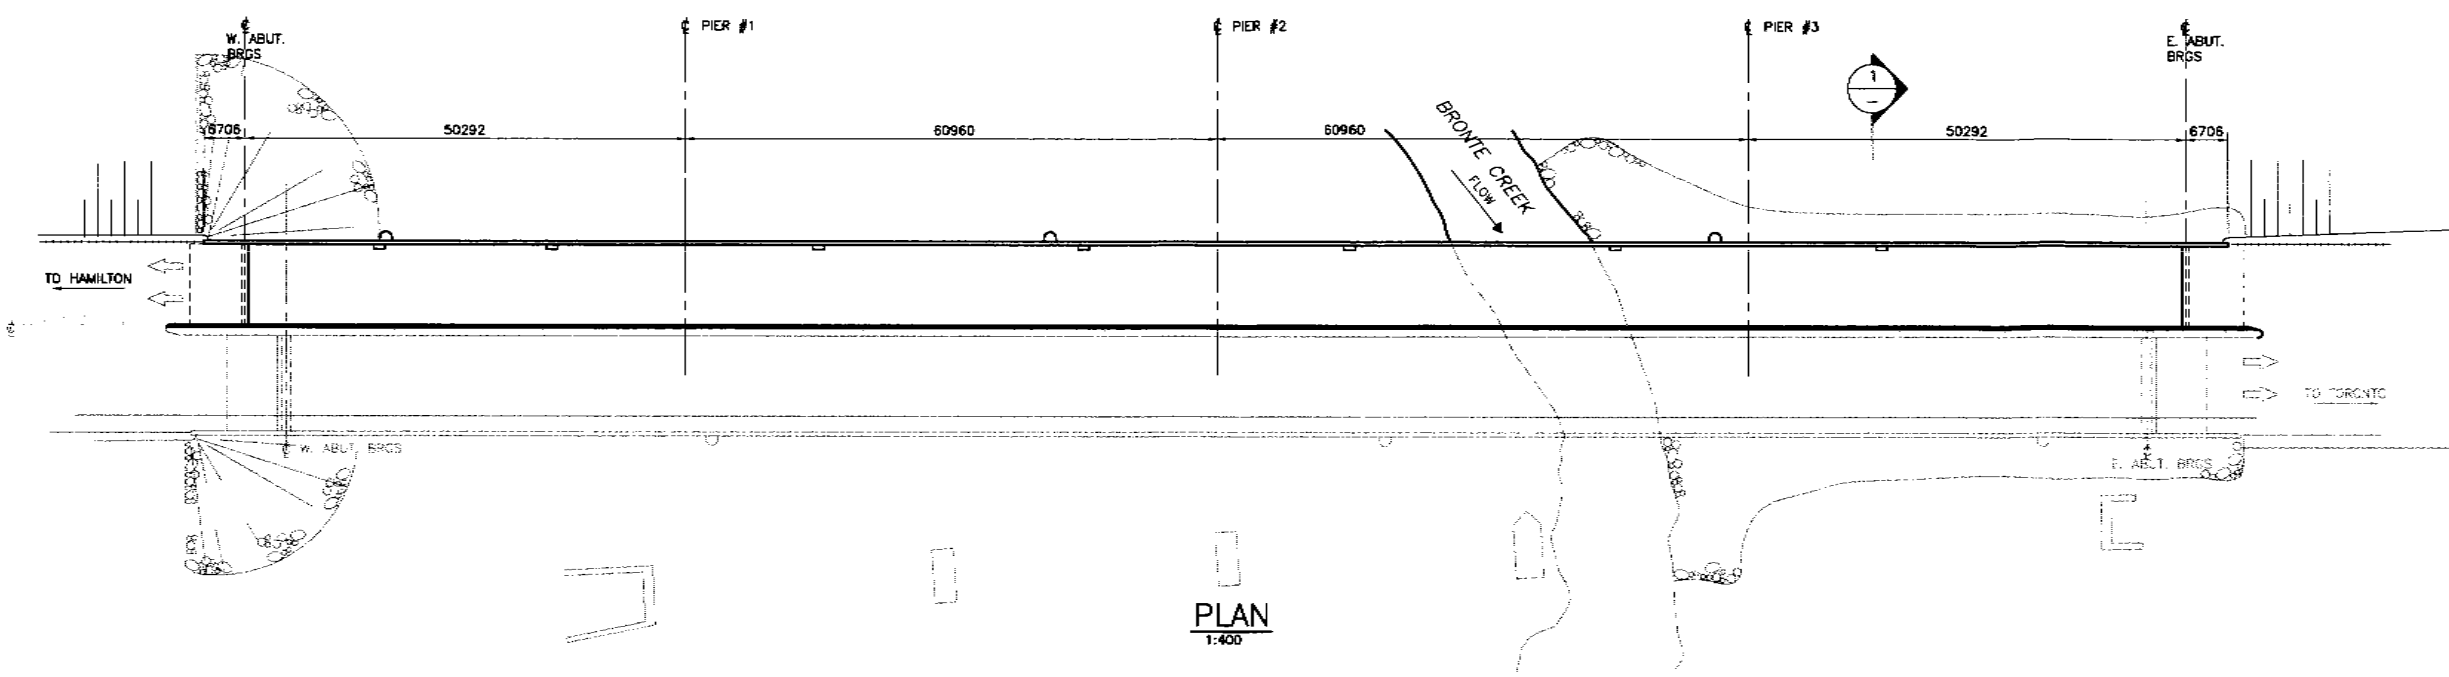 ℄ W. ABUT. BRGS
℄ PIER #1
℄ PIER #2
℄ PIER #3
℄ E. ABUT. BRGS
1
–
6706 50292 60960 60960 50292 6706
BRONTE CREEK
FLOW
TO HAMILTON
TO TORONTO
℄
℄ W. ABUT. BRGS
E. ABUT. BRGS
PLAN
1:400